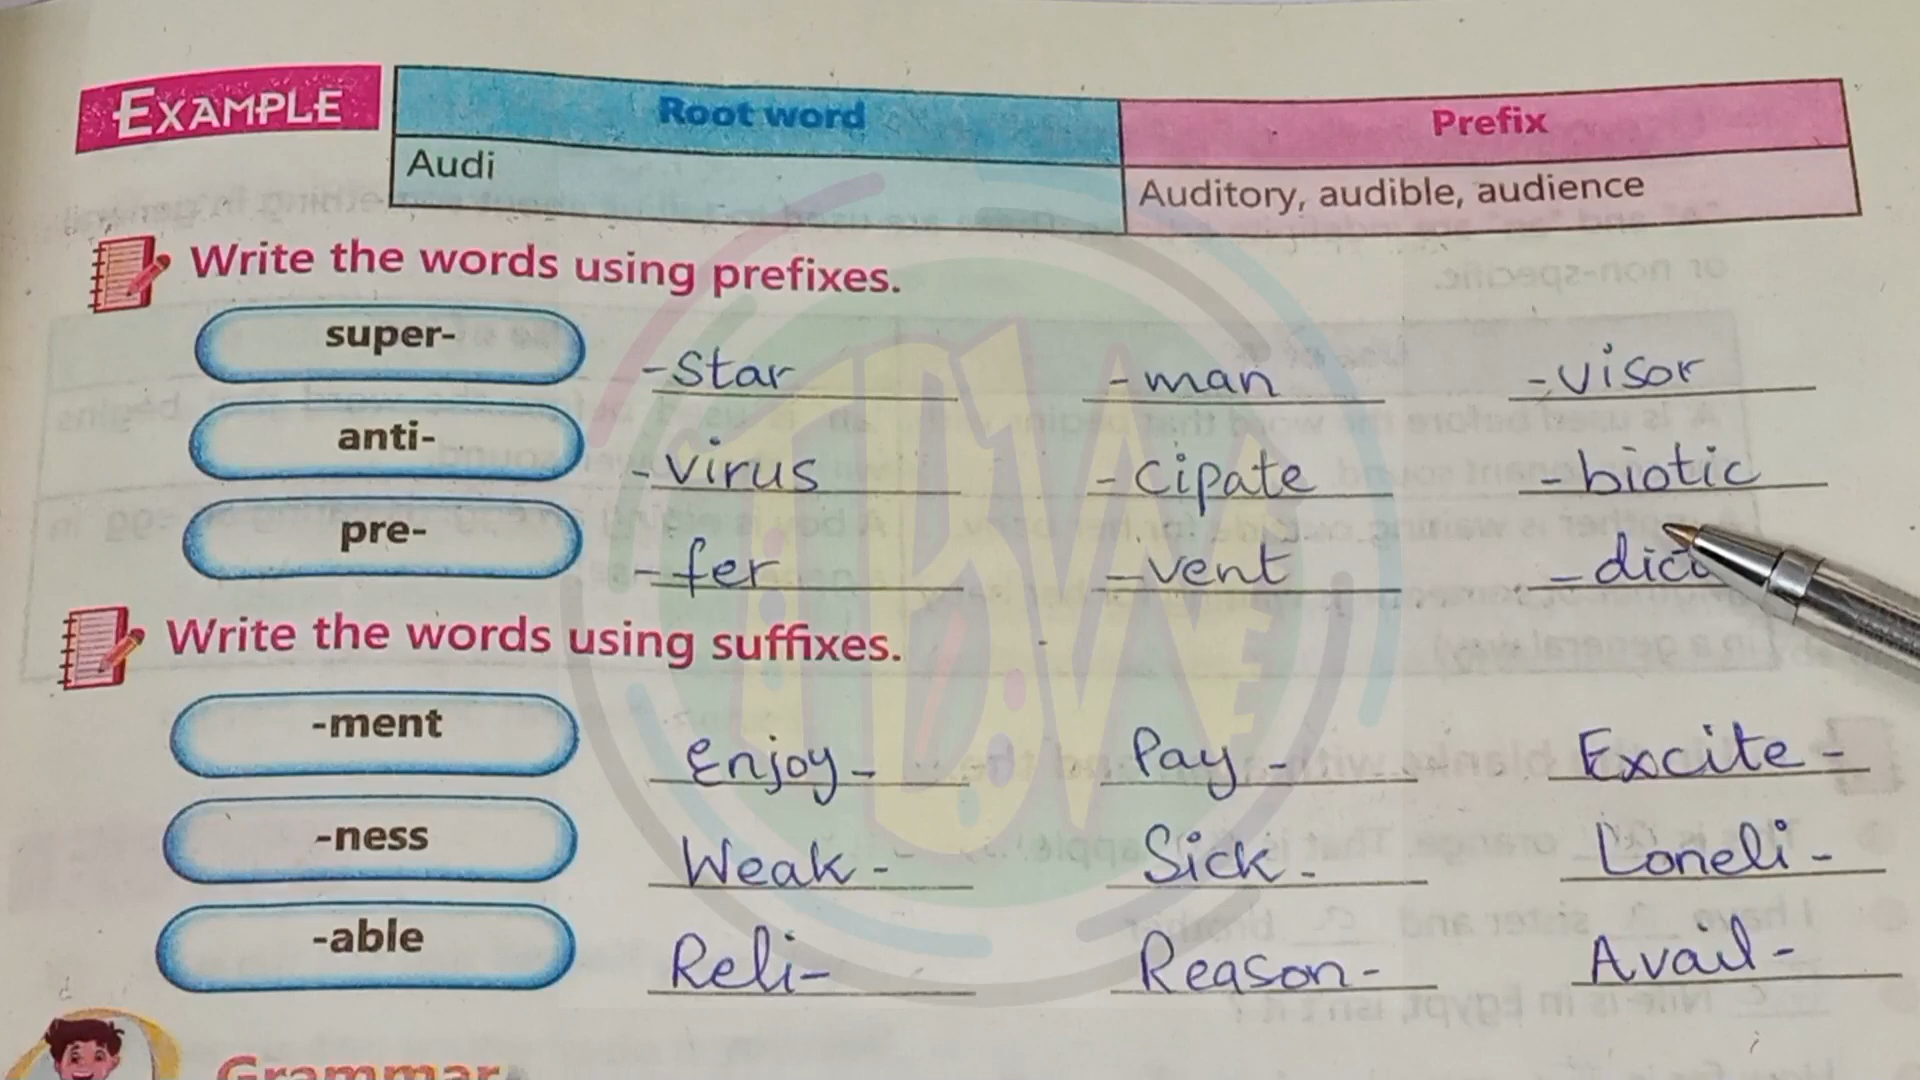 EXAMPLE
Root word Prefix
Audi Auditory, audible, audience
Write the words using prefixes.
super- -Star -man -visor
anti- -virus -cipate -biotic
pre- -fer -vent -dict
Write the words using suffixes.
-ment Enjoy- Pay- Excite-
-ness Weak- Sick- Loneli-
-able Reli- Reason- Avail-
Grammar